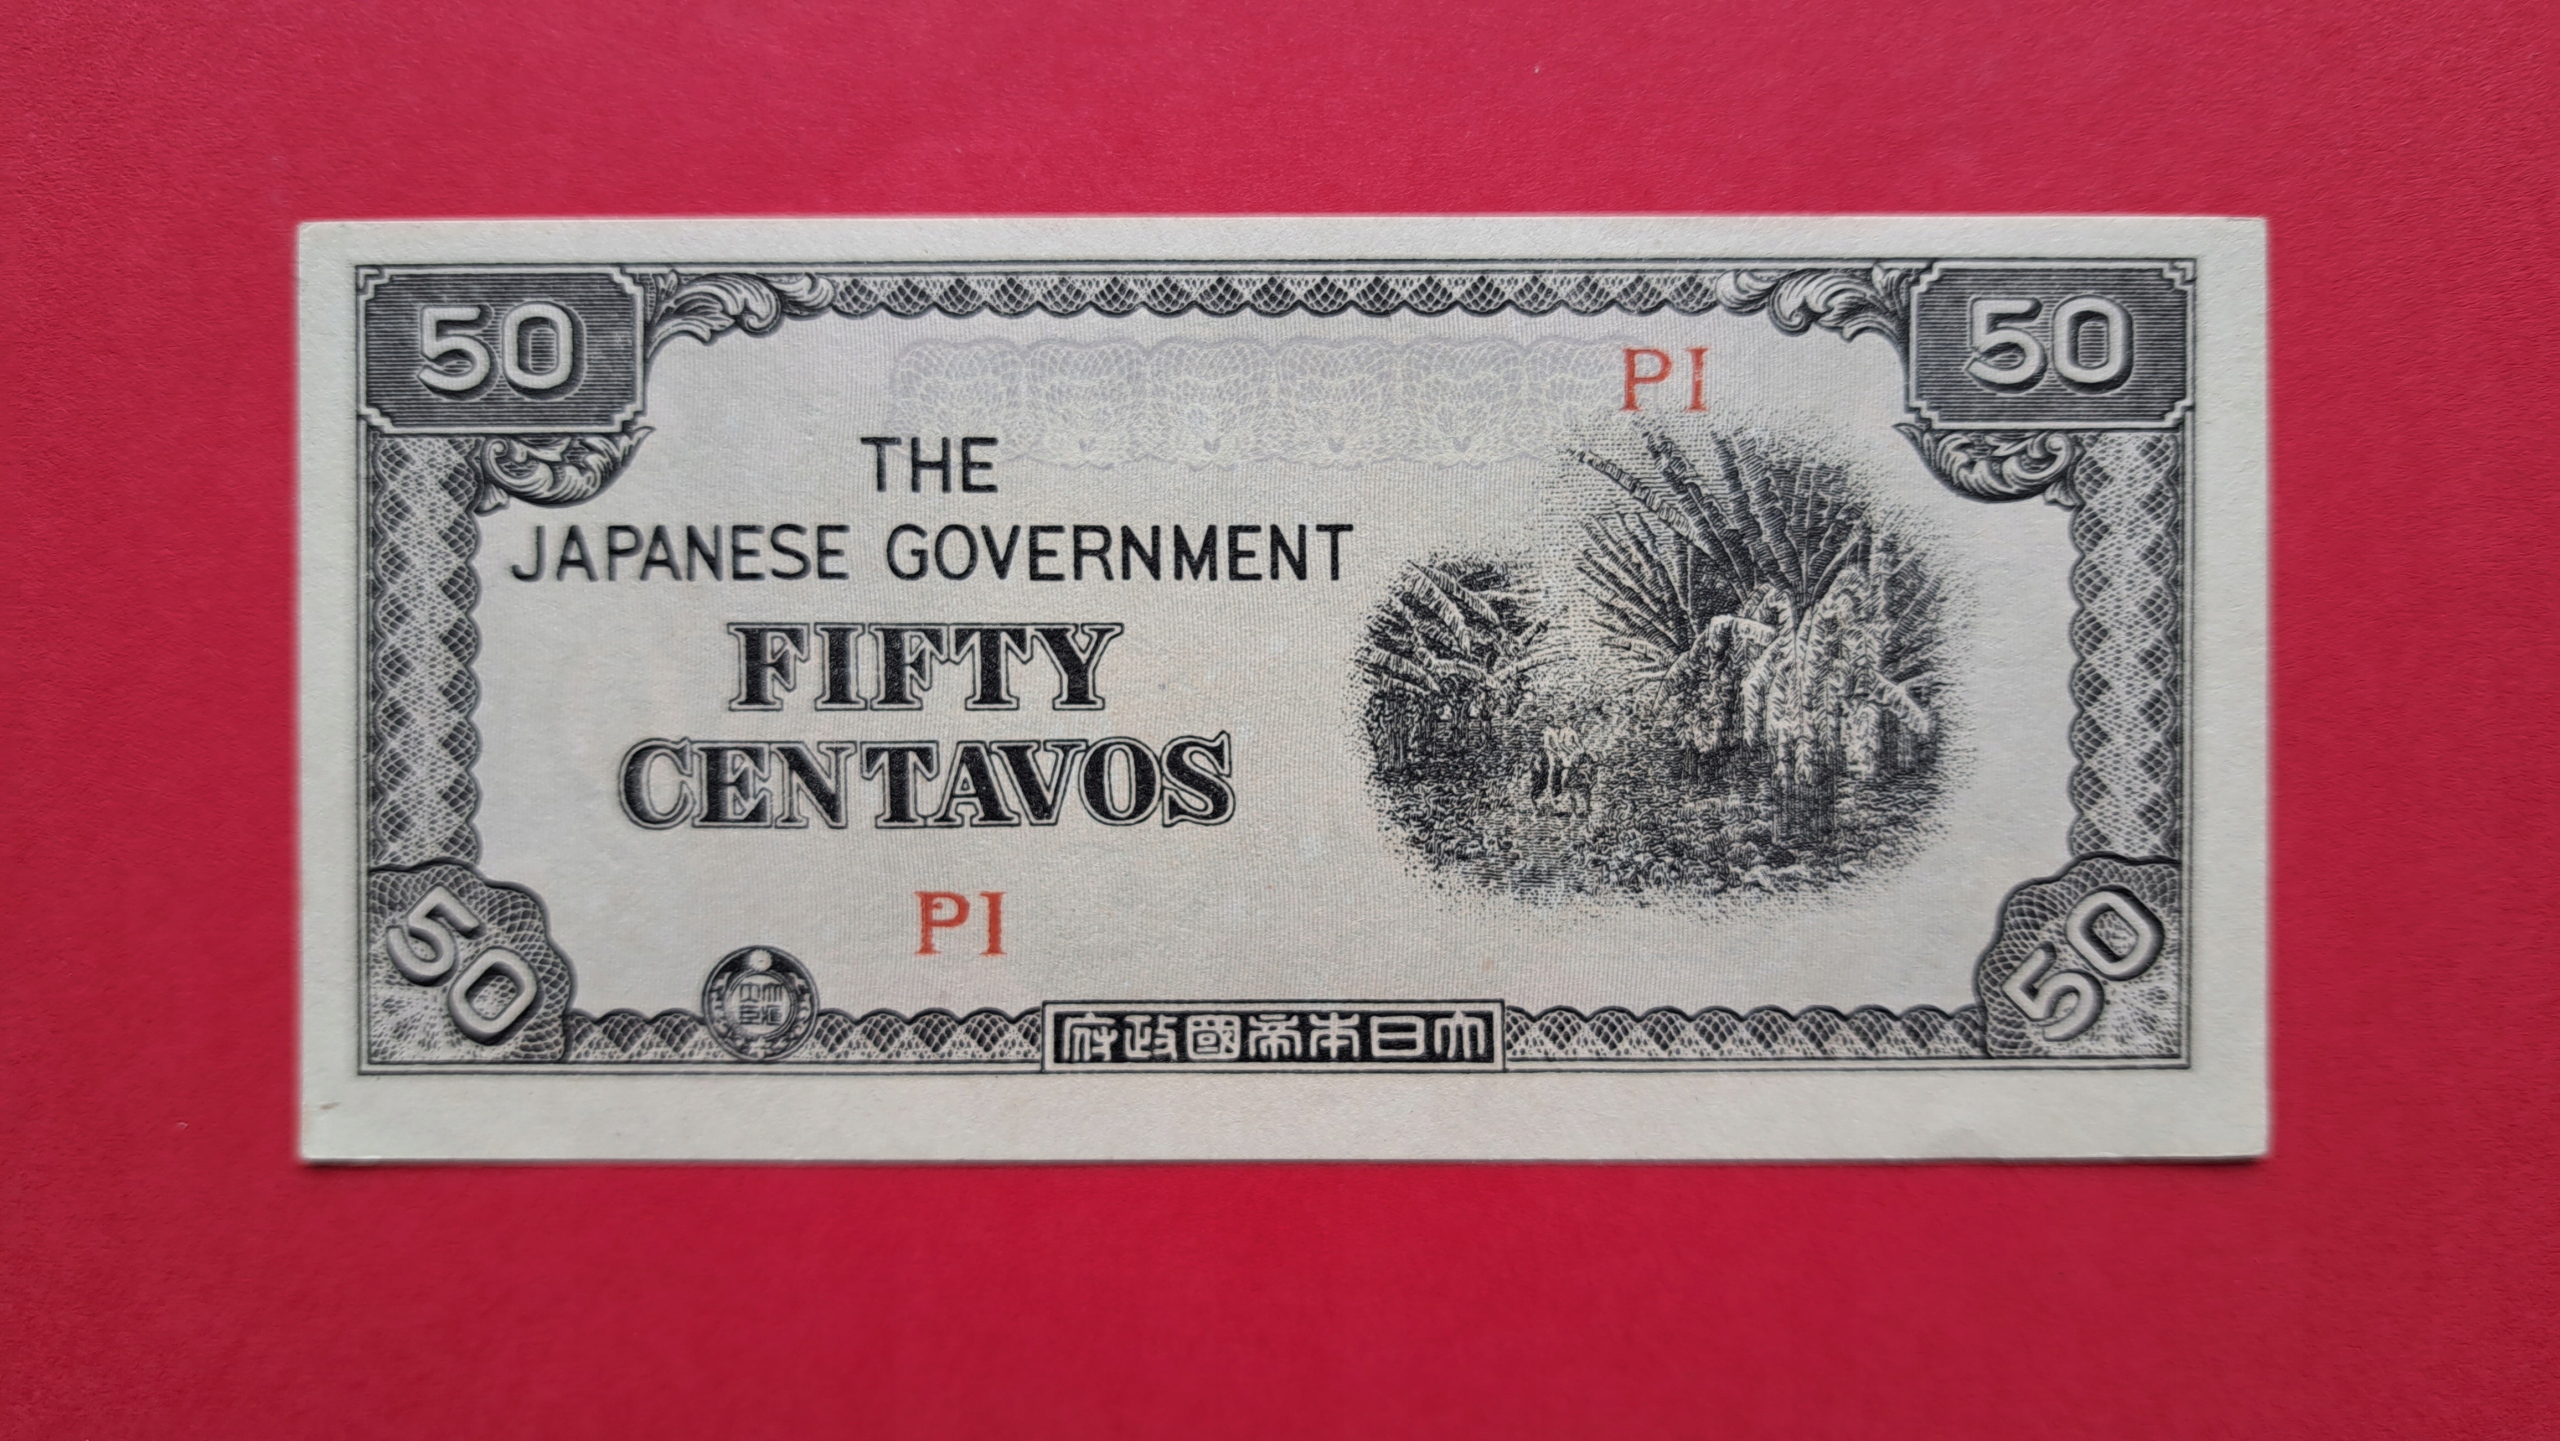 50
50
PI
THE
JAPANESE GOVERNMENT
FIFTY
CENTAVOS
PI
50
50
府政國帝本日大